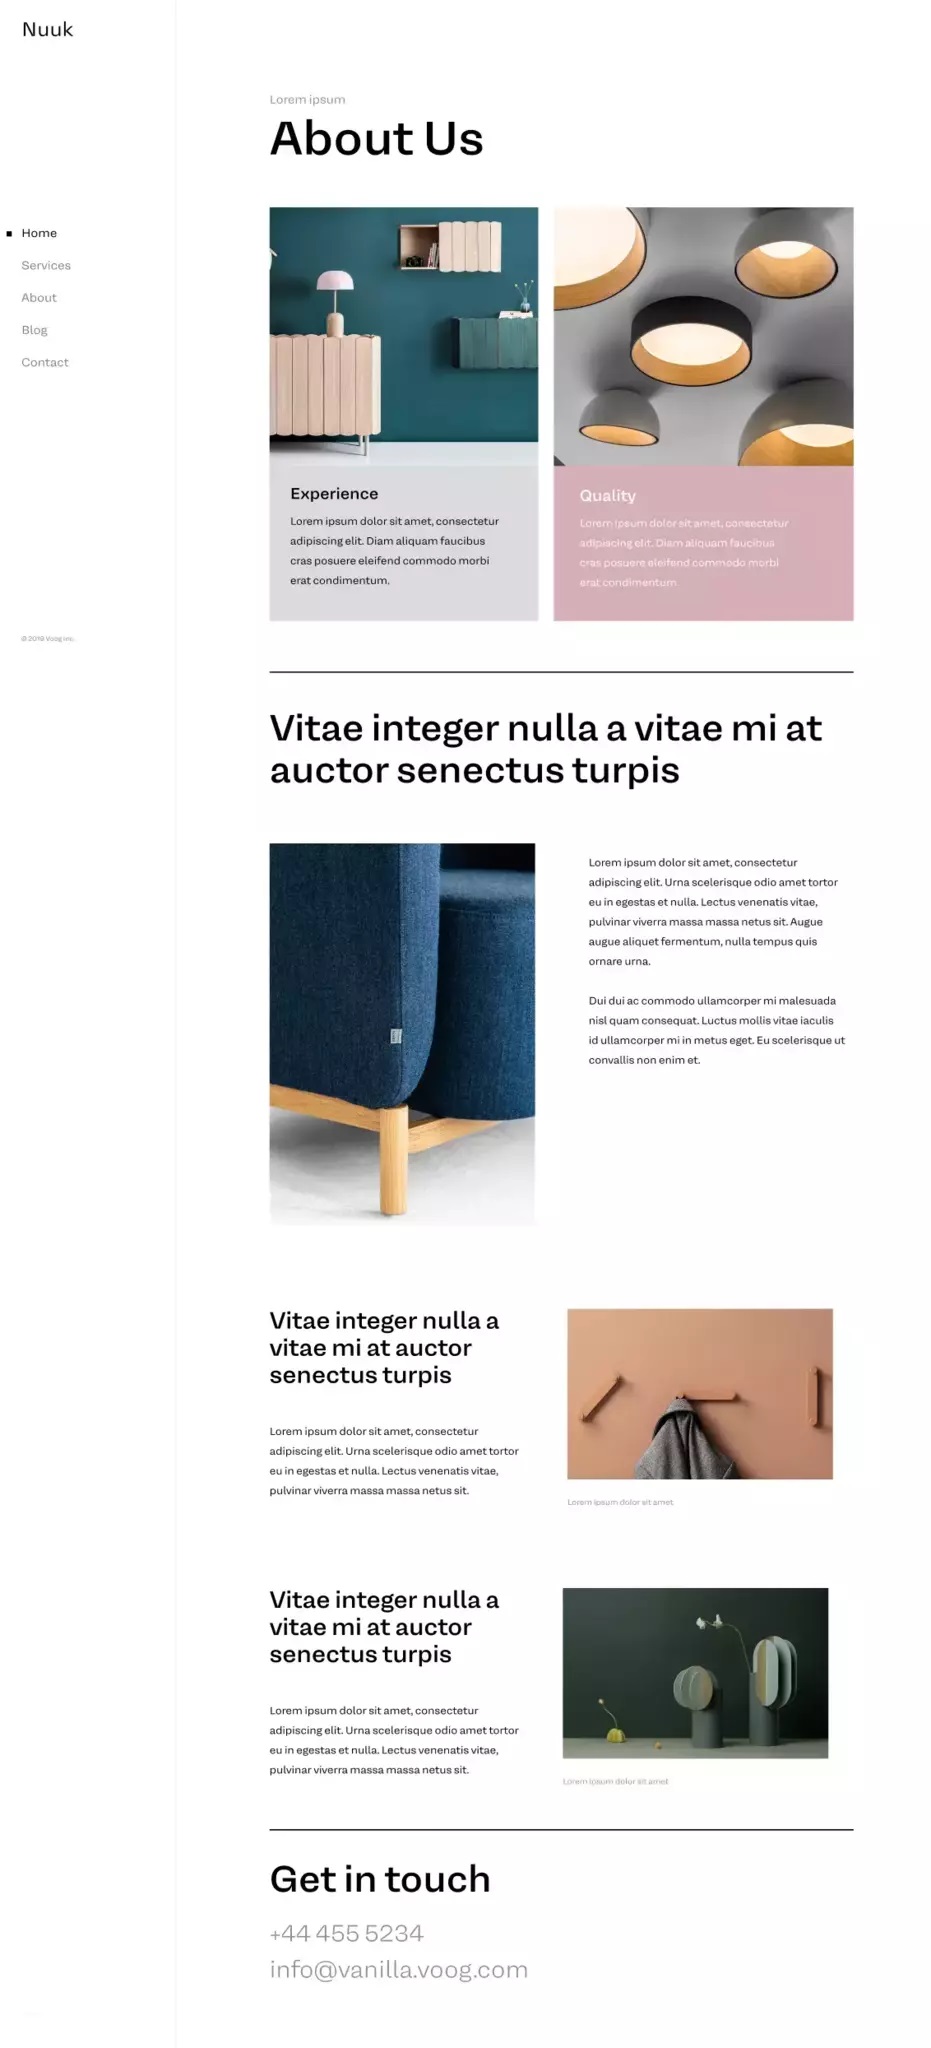 Nuuk
Home
Services
About
Blog
Contact
© 2019 Voog Inc.
Lorem ipsum
About Us
Experience
Lorem ipsum dolor sit amet, consectetur
adipiscing elit. Diam aliquam faucibus
cras posuere eleifend commodo morbi
erat condimentum.
Quality
Lorem ipsum dolor sit amet, consectetur
adipiscing elit. Diam aliquam faucibus
cras posuere eleifend commodo morbi
erat condimentum.
Vitae integer nulla a vitae mi at
auctor senectus turpis
Lorem ipsum dolor sit amet, consectetur
adipiscing elit. Urna scelerisque odio amet tortor
eu in egestas et nulla. Lectus venenatis vitae,
pulvinar viverra massa massa netus sit. Augue
augue aliquet fermentum, nulla tempus quis
ornare urna.
Dui dui ac commodo ullamcorper mi malesuada
nisl quam consequat. Luctus mollis vitae iaculis
id ullamcorper mi in metus eget. Eu scelerisque ut
convallis non enim et.
Vitae integer nulla a
vitae mi at auctor
senectus turpis
Lorem ipsum dolor sit amet, consectetur
adipiscing elit. Urna scelerisque odio amet tortor
eu in egestas et nulla. Lectus venenatis vitae,
pulvinar viverra massa massa netus sit.
Lorem ipsum dolor sit amet
Vitae integer nulla a
vitae mi at auctor
senectus turpis
Lorem ipsum dolor sit amet, consectetur
adipiscing elit. Urna scelerisque odio amet tortor
eu in egestas et nulla. Lectus venenatis vitae,
pulvinar viverra massa massa netus sit.
Lorem ipsum dolor sit amet
Get in touch
+44 455 5234
info@vanilla.voog.com